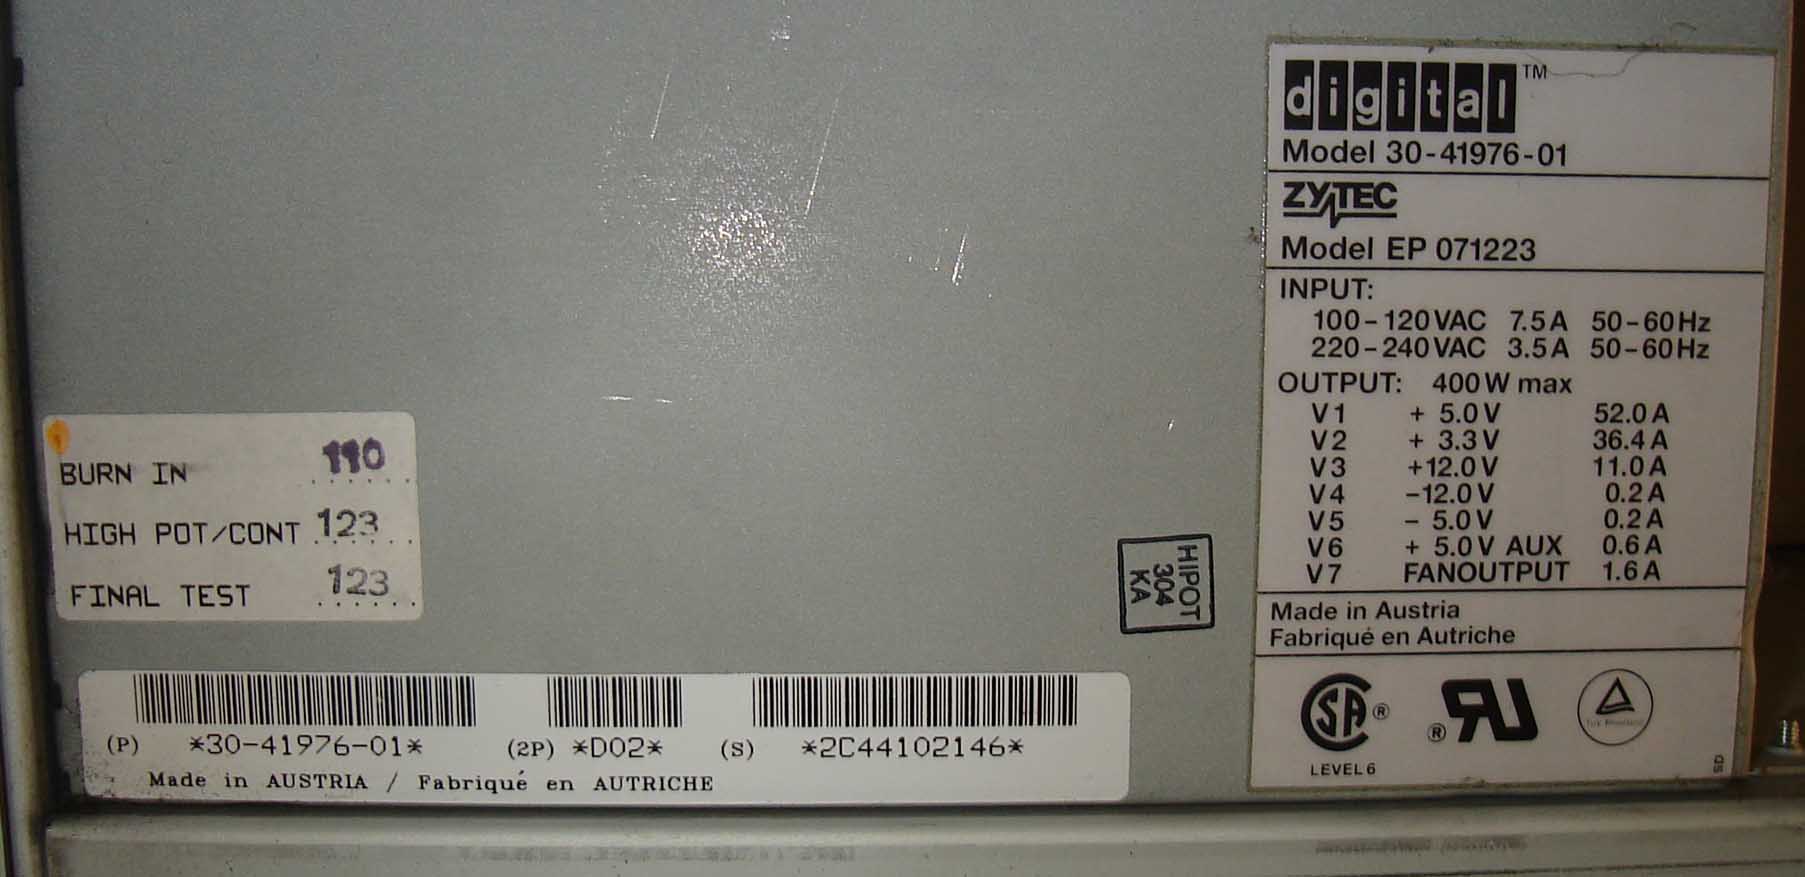 digital™
Model 30-41976-01
ZYTEC
Model EP 071223
INPUT:
100-120VAC 7.5A 50-60Hz
220-240VAC 3.5A 50-60Hz
OUTPUT: 400W max
V1 + 5.0V 52.0A
V2 + 3.3V 36.4A
V3 +12.0V 11.0A
V4 -12.0V 0.2A
V5 - 5.0V 0.2A
V6 + 5.0V AUX 0.6A
V7 FANOUTPUT 1.6A
Made in Austria
Fabriqué en Autriche
SA ®
LEVEL6
® RU
BURN IN 110
HIGH POT/CONT 123
FINAL TEST 123
HIPOT
304
KA
(P) *30-41976-01* (2P) *D02* (S) *2C44102146*
Made in AUSTRIA / Fabriqué en AUTRICHE